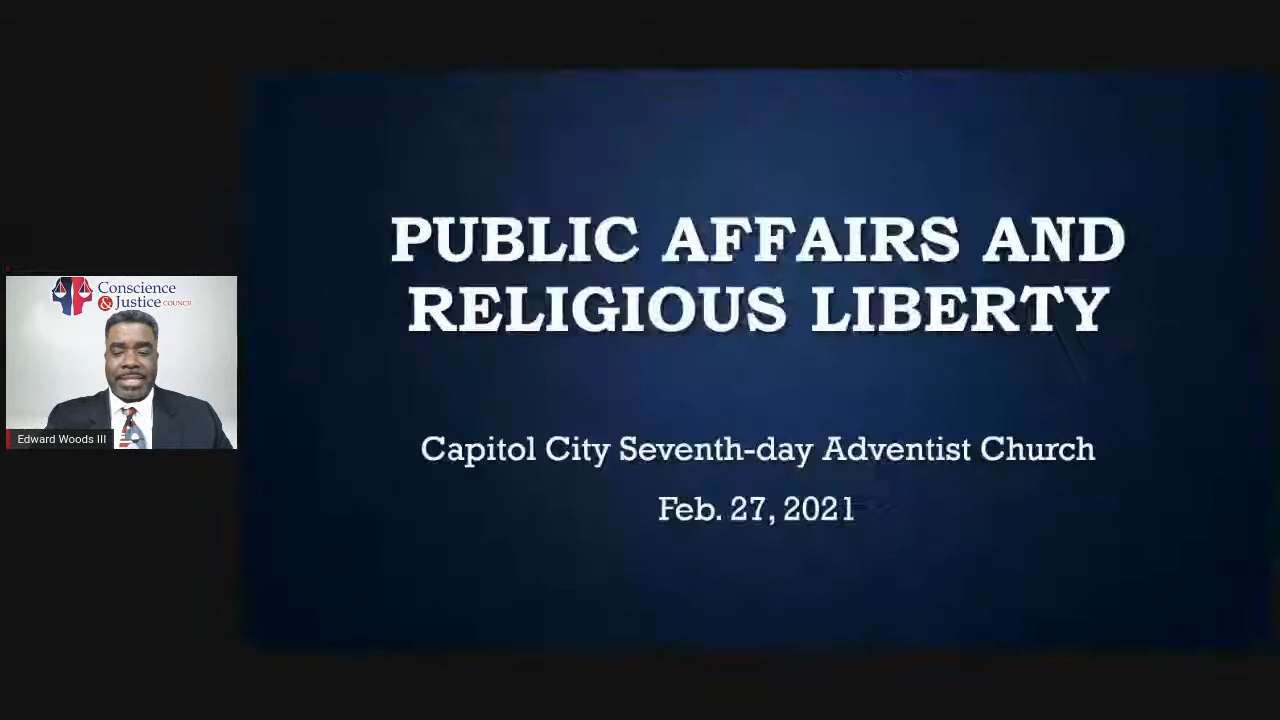 Conscience
& Justice COUNCIL
Edward Woods III
PUBLIC AFFAIRS AND
RELIGIOUS LIBERTY
Capitol City Seventh-day Adventist Church
Feb. 27, 2021